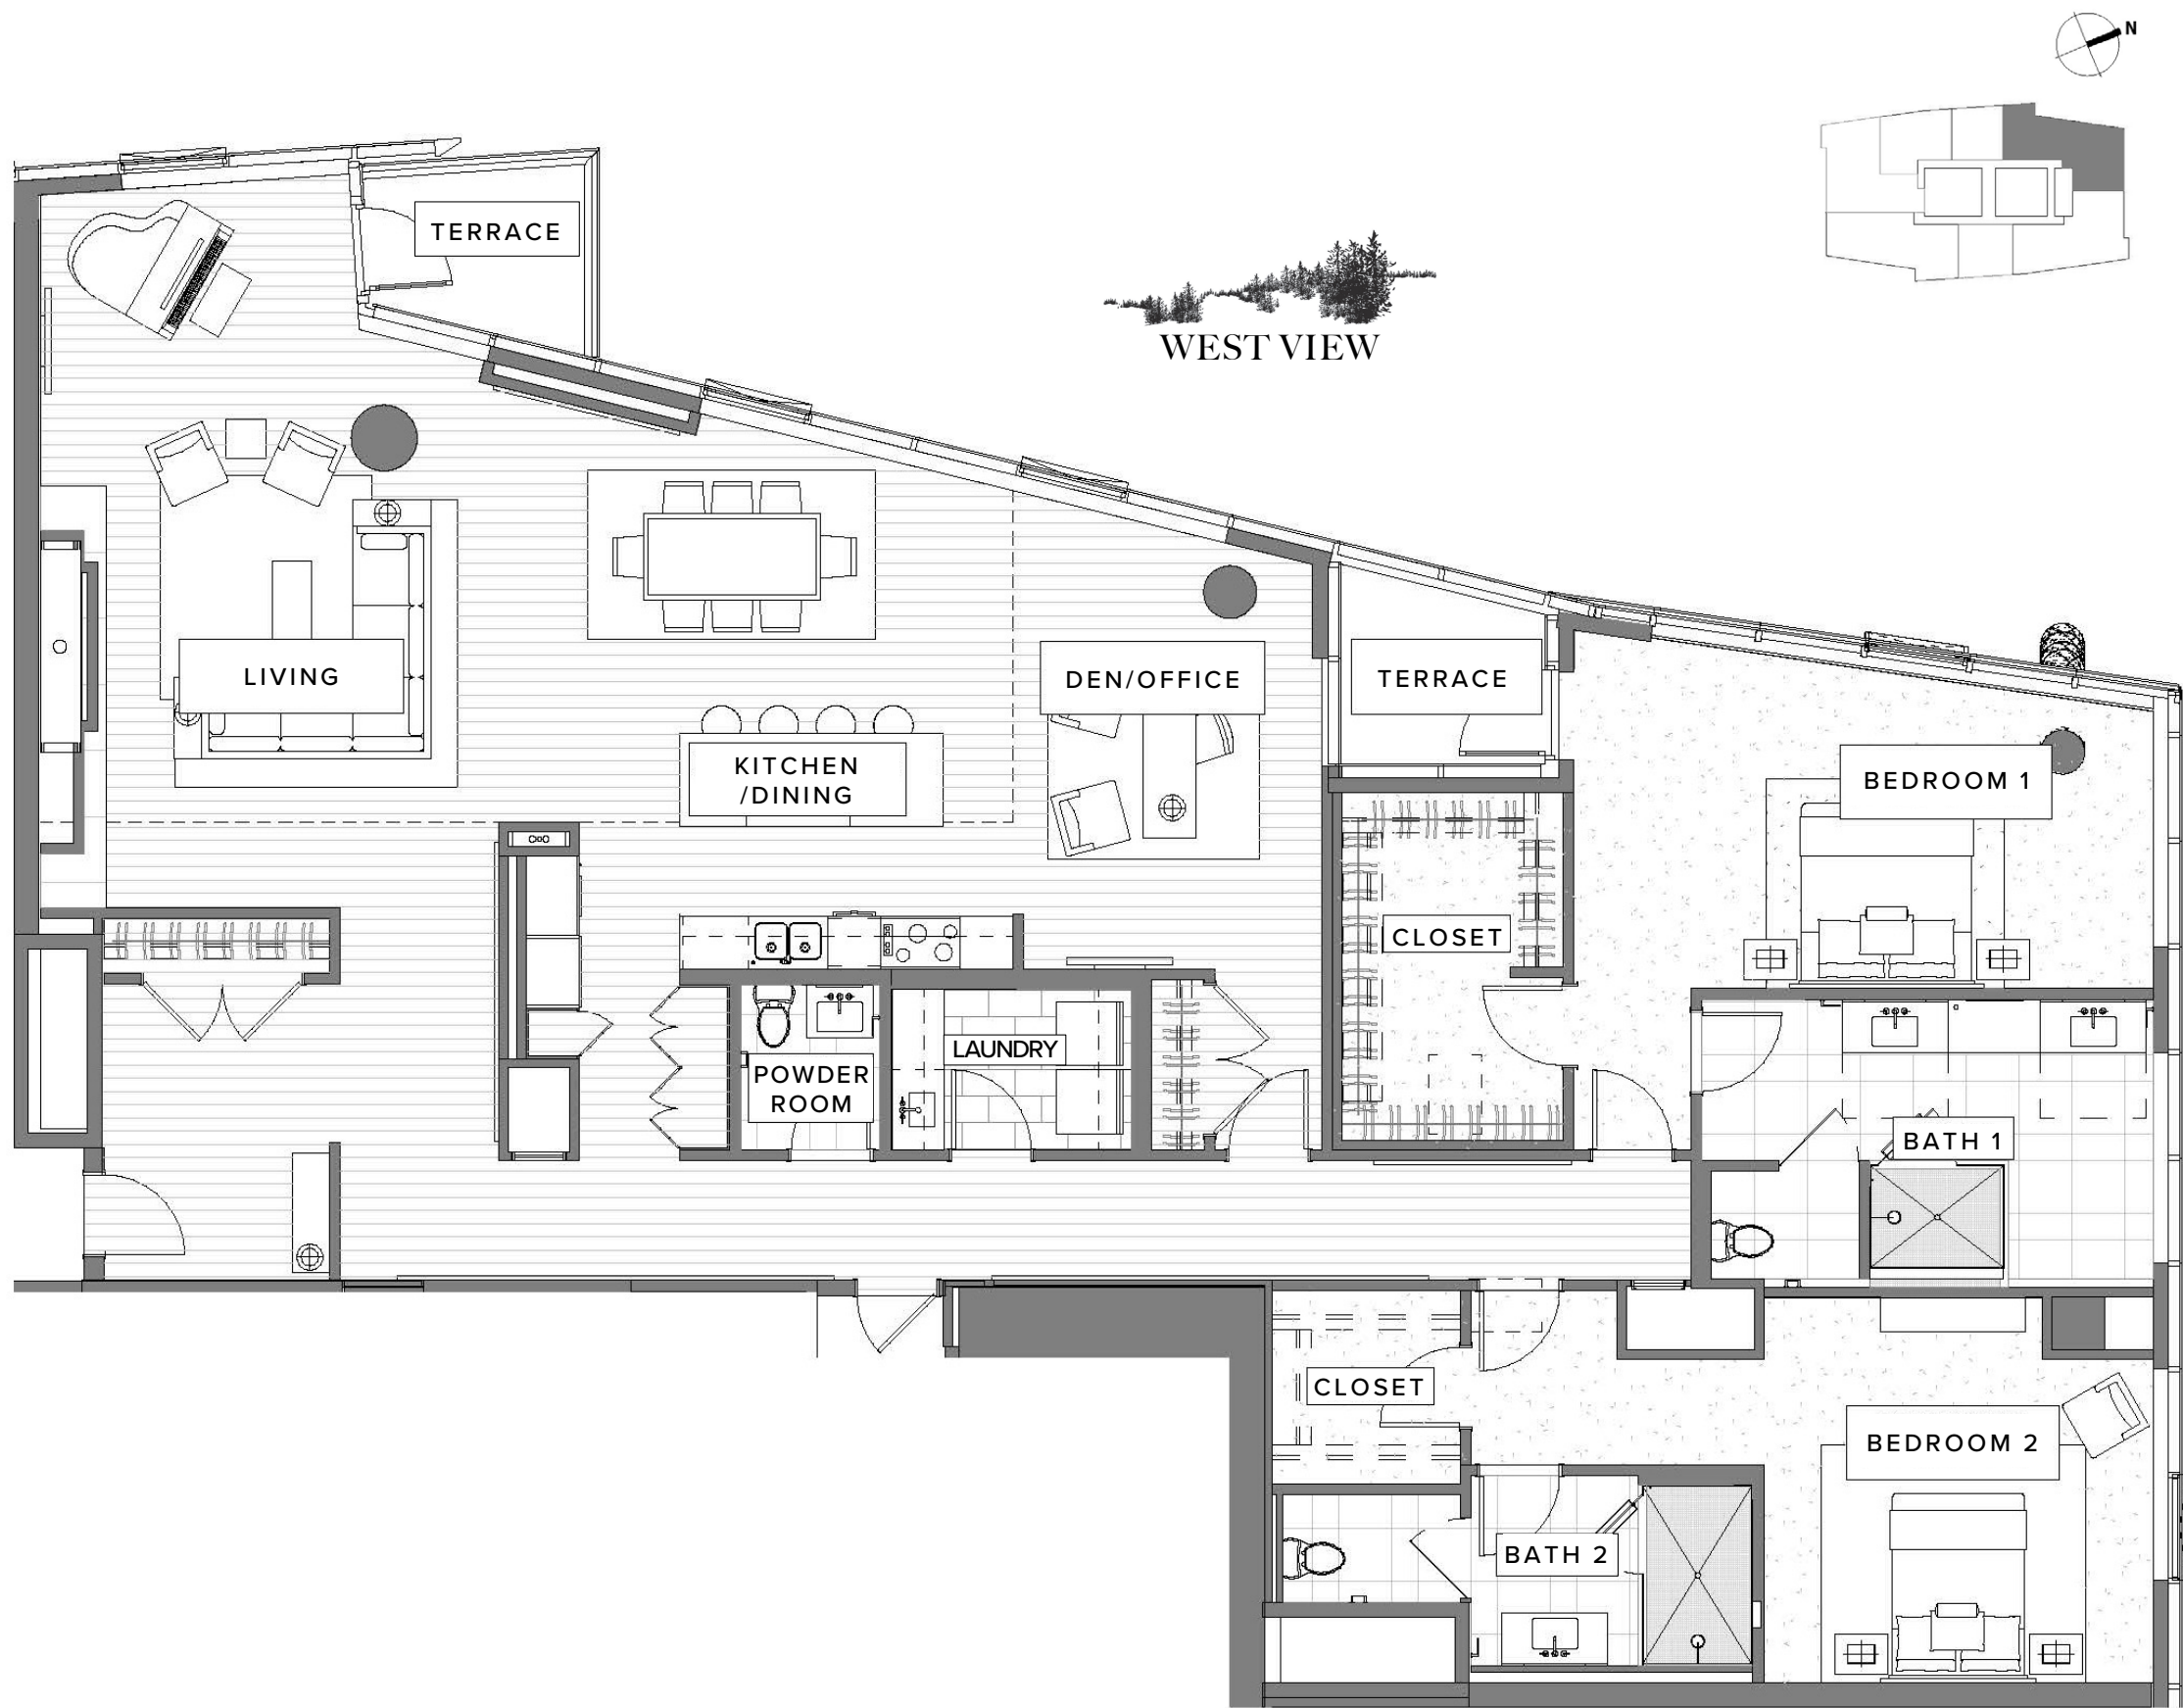 N
TERRACE
WEST VIEW
LIVING
DEN/OFFICE
TERRACE
KITCHEN
/DINING
BEDROOM 1
CLOSET
LAUNDRY
POWDER
ROOM
BATH 1
CLOSET
BEDROOM 2
BATH 2